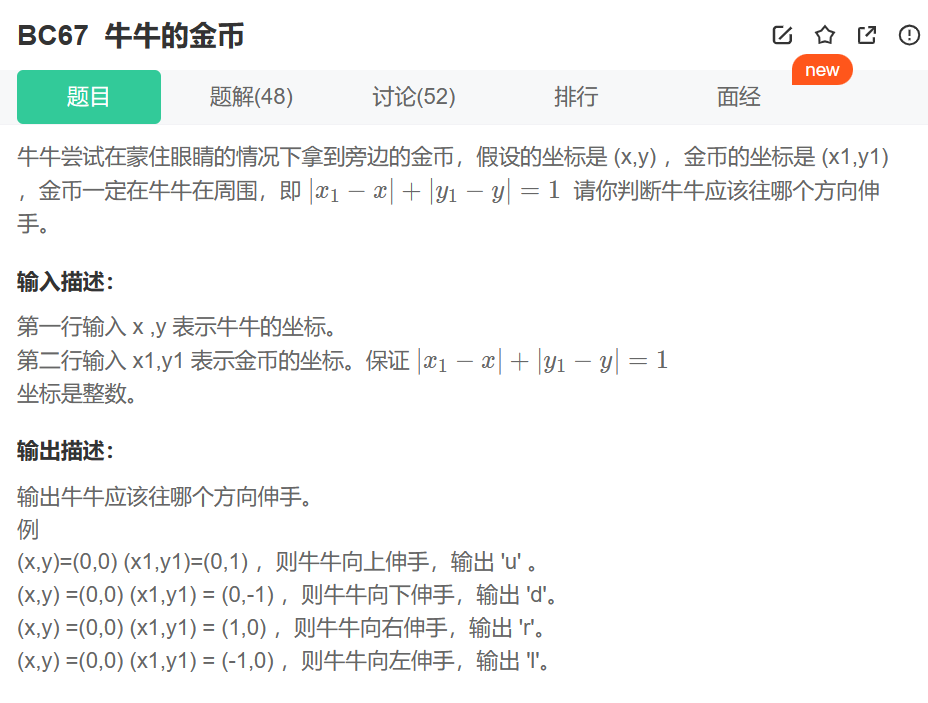 BC67 牛牛的金币
new
题目 题解(48) 讨论(52) 排行 面经
牛牛尝试在蒙住眼睛的情况下拿到旁边的金币，假设的坐标是 (x,y) ，金币的坐标是 (x1,y1)
，金币一定在牛牛在周围，即 |x₁ − x| + |y₁ − y| = 1 请你判断牛牛应该往哪个方向伸
手。
输入描述：
第一行输入 x ,y 表示牛牛的坐标。
第二行输入 x1,y1 表示金币的坐标。保证 |x₁ − x| + |y₁ − y| = 1
坐标是整数。
输出描述：
输出牛牛应该往哪个方向伸手。
例
(x,y)=(0,0) (x1,y1)=(0,1) ，则牛牛向上伸手，输出 'u' 。
(x,y) =(0,0) (x1,y1) = (0,-1) ，则牛牛向下伸手，输出 'd'。
(x,y) =(0,0) (x1,y1) = (1,0) ，则牛牛向右伸手，输出 'r'。
(x,y) =(0,0) (x1,y1) = (-1,0) ，则牛牛向左伸手，输出 'l'。